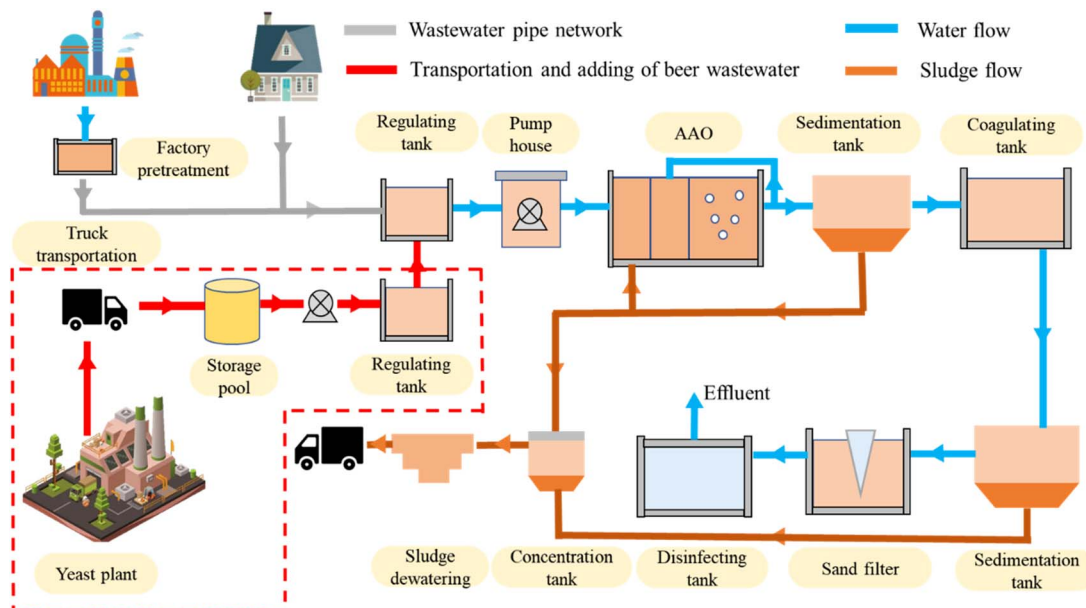 Wastewater pipe network
Water flow
Transportation and adding of beer wastewater
Sludge flow
Factory
pretreatment
Regulating
tank
Pump
house
AAO
Sedimentation
tank
Coagulating
tank
Truck
transportation
Storage
pool
Regulating
tank
Effluent
Yeast plant
Sludge
dewatering
Concentration
tank
Disinfecting
tank
Sand filter
Sedimentation
tank